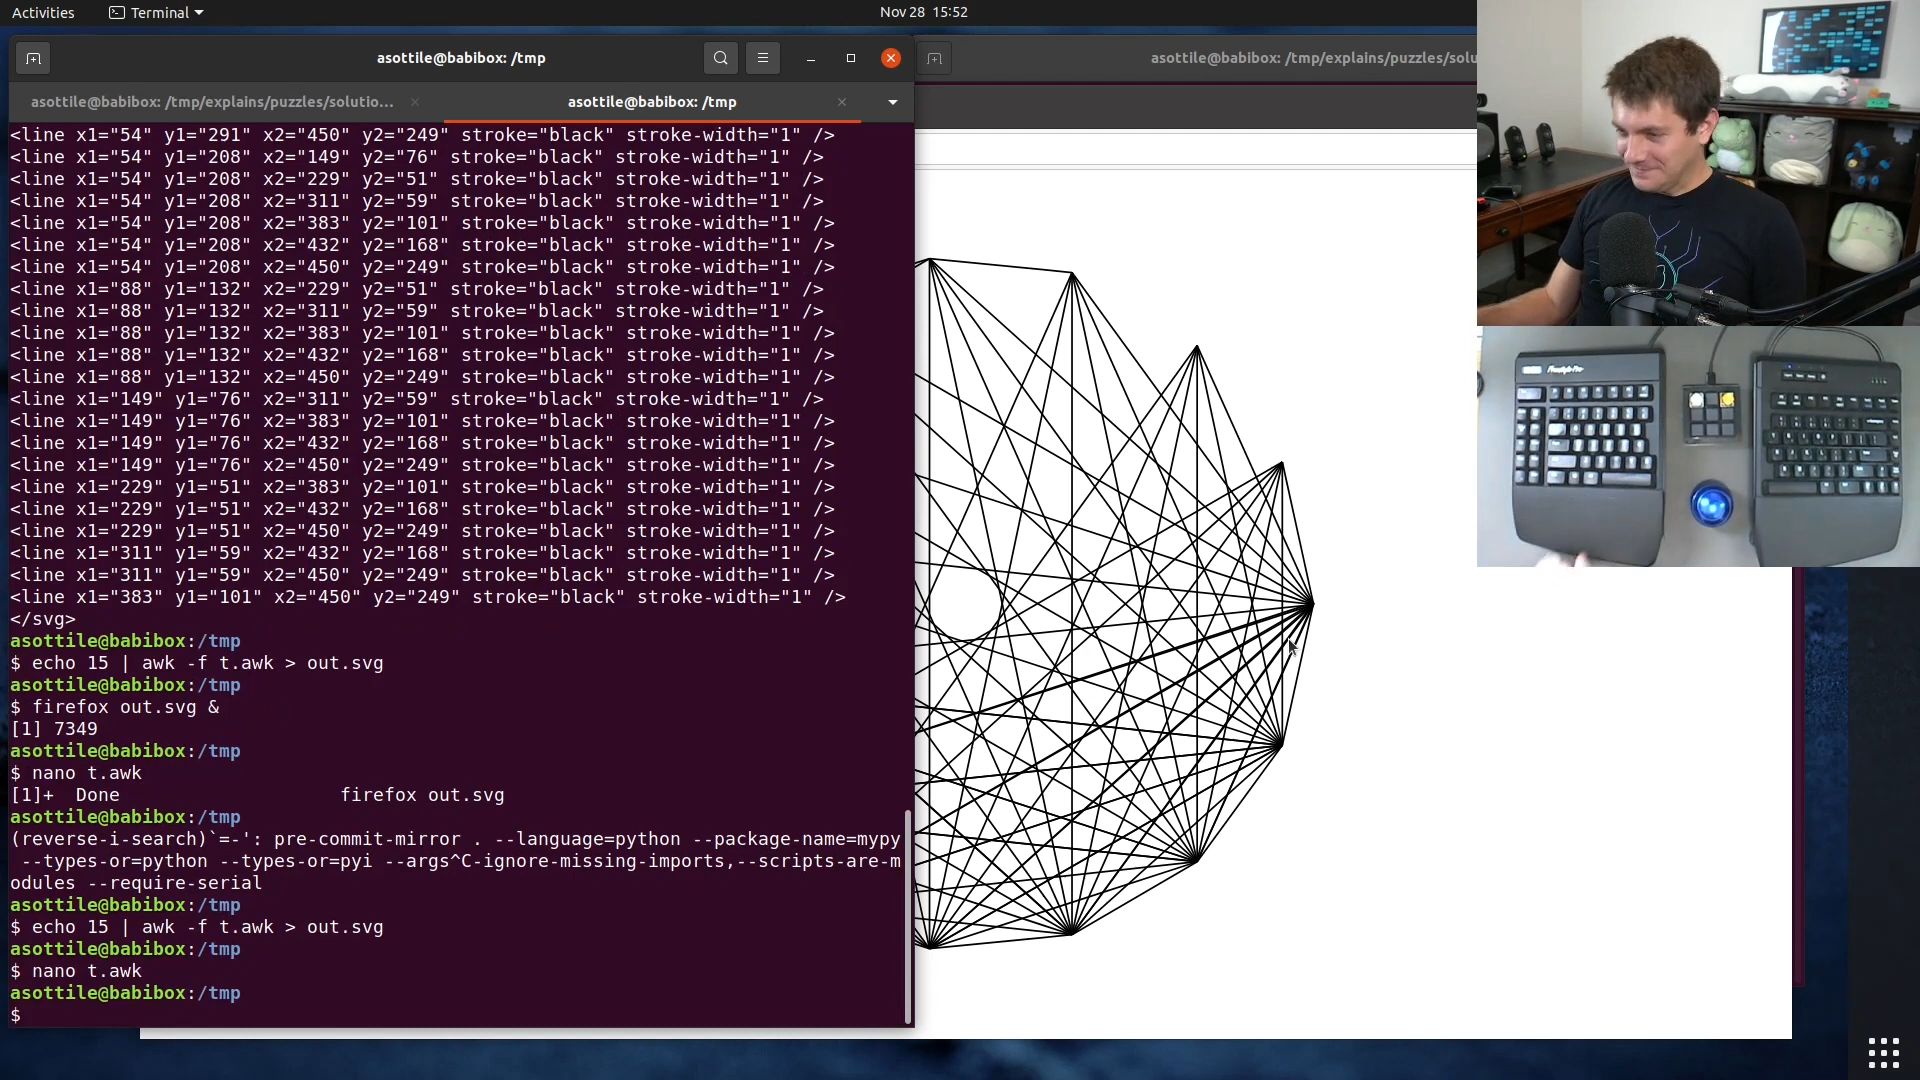 Activities
Terminal
Nov 28 15:52
asottile@babibox: /tmp
asottile@babibox: /tmp/explains/puzzles/solu
asottile@babibox: /tmp/explains/puzzles/solutio...
asottile@babibox: /tmp
<line x1="54" y1="291" x2="450" y2="249" stroke="black" stroke-width="1" />
<line x1="54" y1="208" x2="149" y2="76" stroke="black" stroke-width="1" />
<line x1="54" y1="208" x2="229" y2="51" stroke="black" stroke-width="1" />
<line x1="54" y1="208" x2="311" y2="59" stroke="black" stroke-width="1" />
<line x1="54" y1="208" x2="383" y2="101" stroke="black" stroke-width="1" />
<line x1="54" y1="208" x2="432" y2="168" stroke="black" stroke-width="1" />
<line x1="54" y1="208" x2="450" y2="249" stroke="black" stroke-width="1" />
<line x1="88" y1="132" x2="229" y2="51" stroke="black" stroke-width="1" />
<line x1="88" y1="132" x2="311" y2="59" stroke="black" stroke-width="1" />
<line x1="88" y1="132" x2="383" y2="101" stroke="black" stroke-width="1" />
<line x1="88" y1="132" x2="432" y2="168" stroke="black" stroke-width="1" />
<line x1="88" y1="132" x2="450" y2="249" stroke="black" stroke-width="1" />
<line x1="149" y1="76" x2="311" y2="59" stroke="black" stroke-width="1" />
<line x1="149" y1="76" x2="383" y2="101" stroke="black" stroke-width="1" />
<line x1="149" y1="76" x2="432" y2="168" stroke="black" stroke-width="1" />
<line x1="149" y1="76" x2="450" y2="249" stroke="black" stroke-width="1" />
<line x1="229" y1="51" x2="383" y2="101" stroke="black" stroke-width="1" />
<line x1="229" y1="51" x2="432" y2="168" stroke="black" stroke-width="1" />
<line x1="229" y1="51" x2="450" y2="249" stroke="black" stroke-width="1" />
<line x1="311" y1="59" x2="432" y2="168" stroke="black" stroke-width="1" />
<line x1="311" y1="59" x2="450" y2="249" stroke="black" stroke-width="1" />
<line x1="383" y1="101" x2="450" y2="249" stroke="black" stroke-width="1" />
</svg>
asottile@babibox:/tmp
$ echo 15 | awk -f t.awk > out.svg
asottile@babibox:/tmp
$ firefox out.svg &
[1] 7349
asottile@babibox:/tmp
$ nano t.awk
[1]+  Done                    firefox out.svg
asottile@babibox:/tmp
(reverse-i-search)`=-': pre-commit-mirror . --language=python --package-name=mypy
 --types-or=python --types-or=pyi --args^C-ignore-missing-imports,--scripts-are-m
odules --require-serial
asottile@babibox:/tmp
$ echo 15 | awk -f t.awk > out.svg
asottile@babibox:/tmp
$ nano t.awk
asottile@babibox:/tmp
$